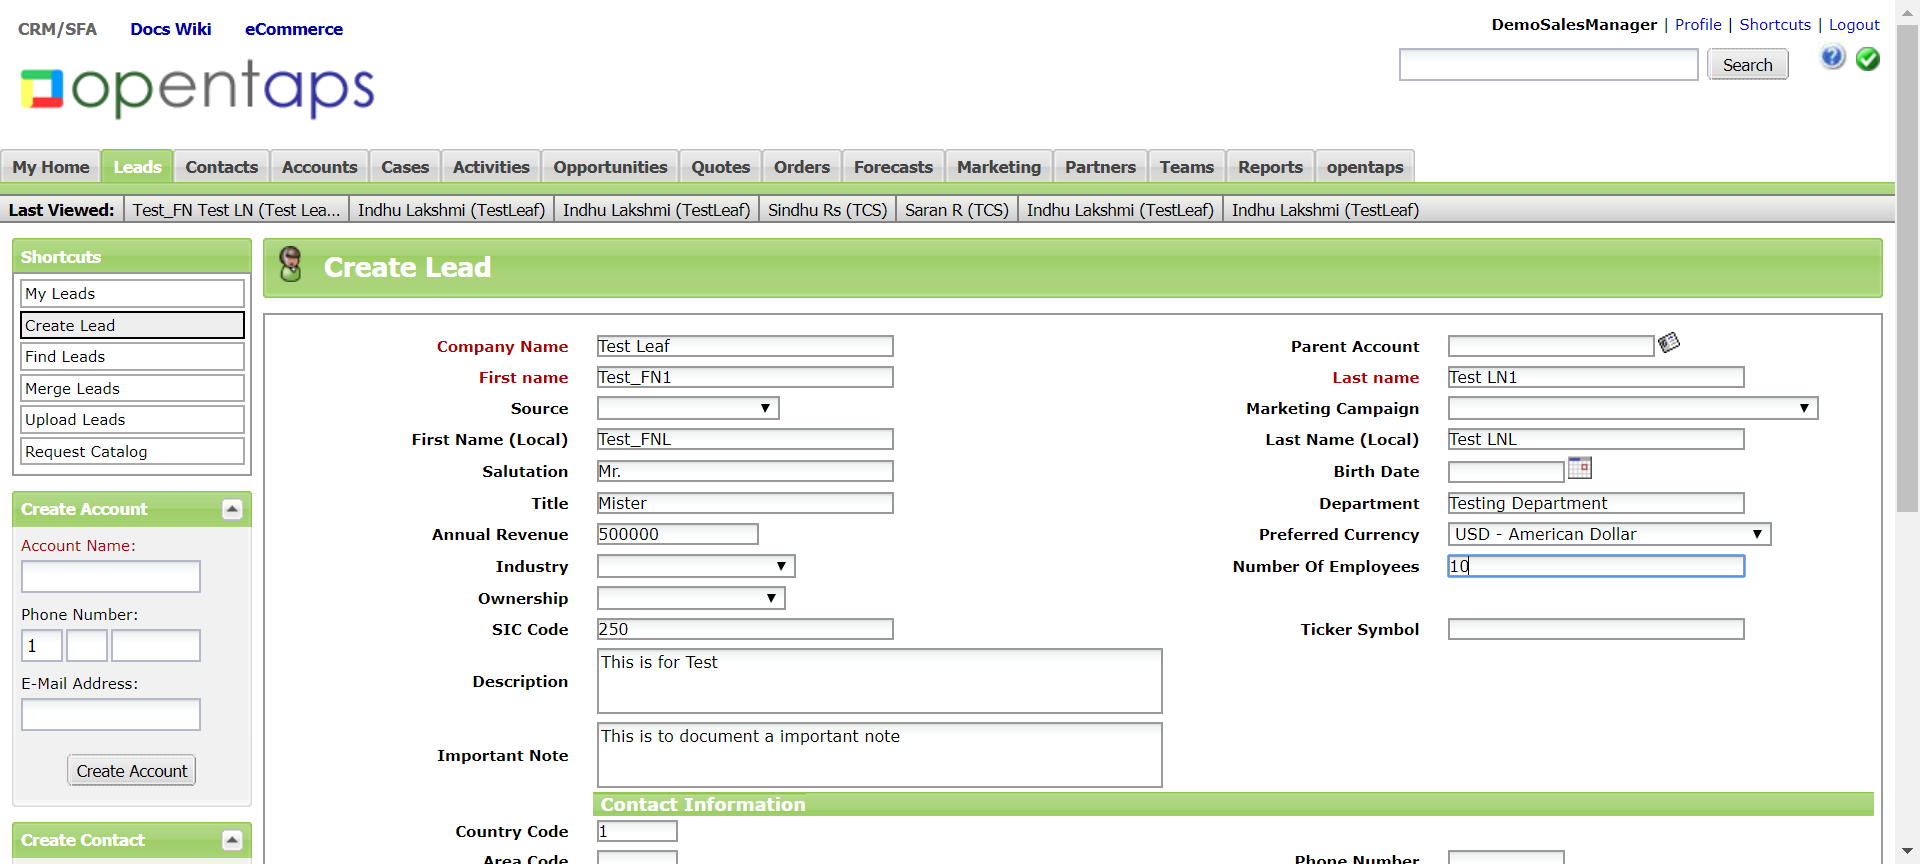 CRM/SFA Docs Wiki eCommerce
DemoSalesManager | Profile | Shortcuts | Logout
opentaps
Search
My Home Leads Contacts Accounts Cases Activities Opportunities Quotes Orders Forecasts Marketing Partners Teams Reports opentaps
Last Viewed: Test_FN Test LN (Test Lea... Indhu Lakshmi (TestLeaf) Indhu Lakshmi (TestLeaf) Sindhu Rs (TCS) Saran R (TCS) Indhu Lakshmi (TestLeaf) Indhu Lakshmi (TestLeaf)
Shortcuts
My Leads
Create Lead
Find Leads
Merge Leads
Upload Leads
Request Catalog
Create Account
Account Name:
Phone Number:
1
E-Mail Address:
Create Account
Create Contact
Create Lead
Company Name Test Leaf Parent Account
First name Test_FN1 Last name Test LN1
Source Marketing Campaign
First Name (Local) Test_FNL Last Name (Local) Test LNL
Salutation Mr. Birth Date
Title Mister Department Testing Department
Annual Revenue 500000 Preferred Currency USD - American Dollar
Industry Number Of Employees 10
Ownership
SIC Code 250 Ticker Symbol
Description This is for Test
Important Note This is to document a important note
Contact Information
Country Code 1
Area Code Phone Number